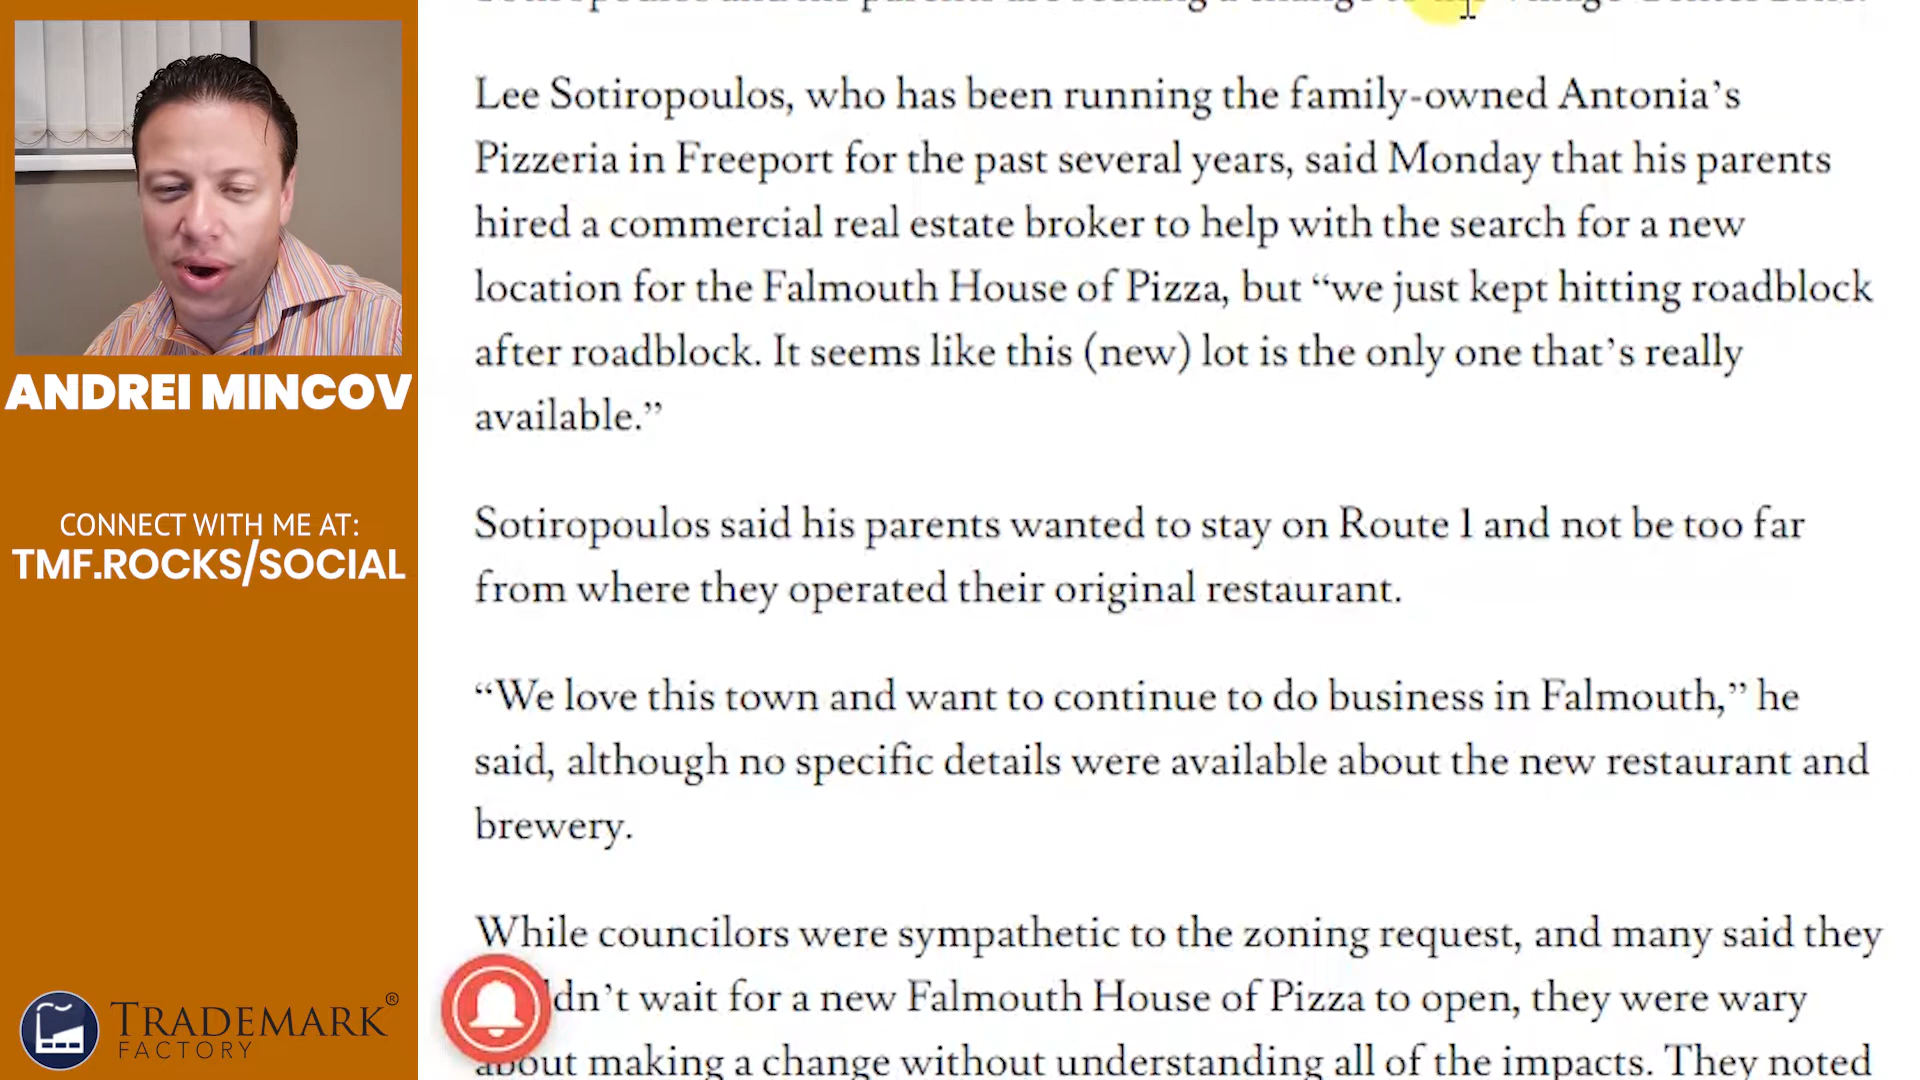 ANDREI MINCOV
CONNECT WITH ME AT:
TMF.ROCKS/SOCIAL
TRADEMARK®
FACTORY
Lee Sotiropoulos, who has been running the family-owned Antonia’s
Pizzeria in Freeport for the past several years, said Monday that his parents
hired a commercial real estate broker to help with the search for a new
location for the Falmouth House of Pizza, but “we just kept hitting roadblock
after roadblock. It seems like this (new) lot is the only one that’s really
available.”
Sotiropoulos said his parents wanted to stay on Route 1 and not be too far
from where they operated their original restaurant.
“We love this town and want to continue to do business in Falmouth,” he
said, although no specific details were available about the new restaurant and
brewery.
While councilors were sympathetic to the zoning request, and many said they
dn’t wait for a new Falmouth House of Pizza to open, they were wary
about making a change without understanding all of the impacts. They noted